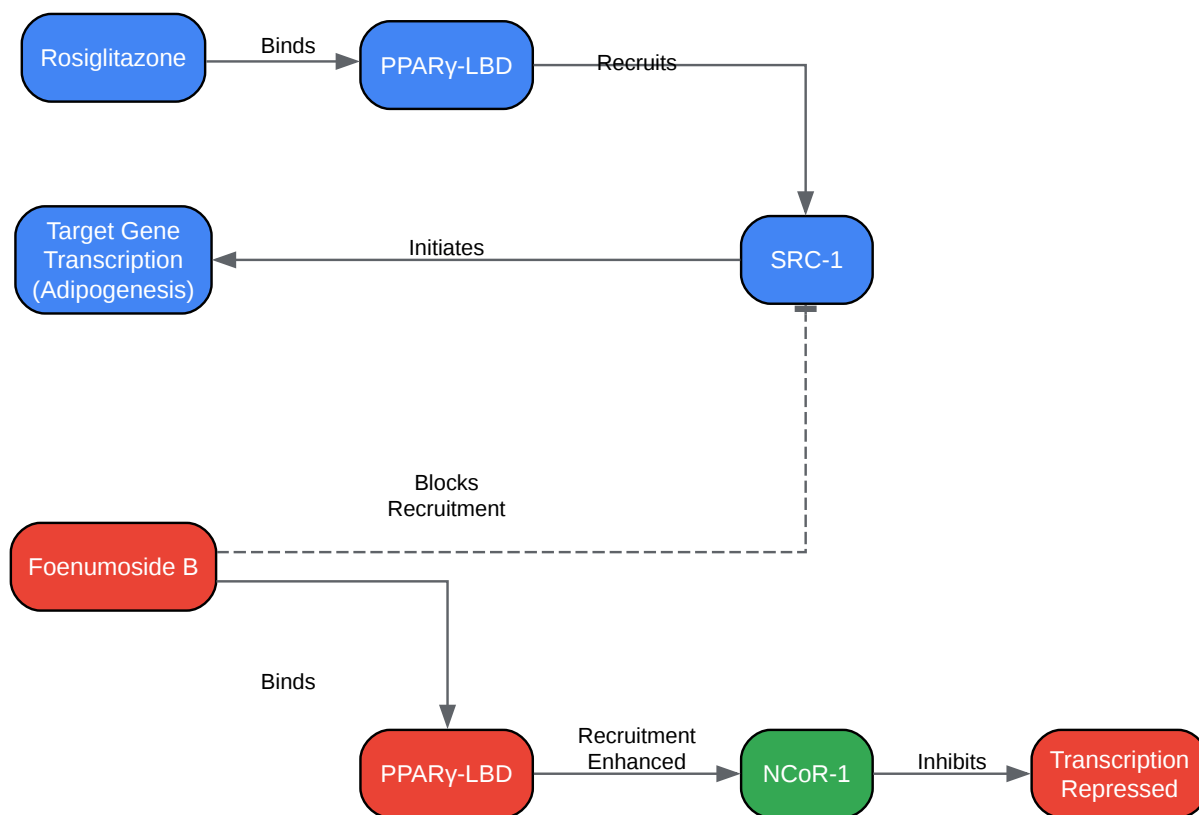 Rosiglitazone
Binds
PPARγ-LBD
Recruits
Target Gene
Transcription
(Adipogenesis)
Initiates
SRC-1
Blocks
Recruitment
Foenumoside B
Binds
PPARγ-LBD
Recruitment
Enhanced
NCoR-1
Inhibits
Transcription
Repressed